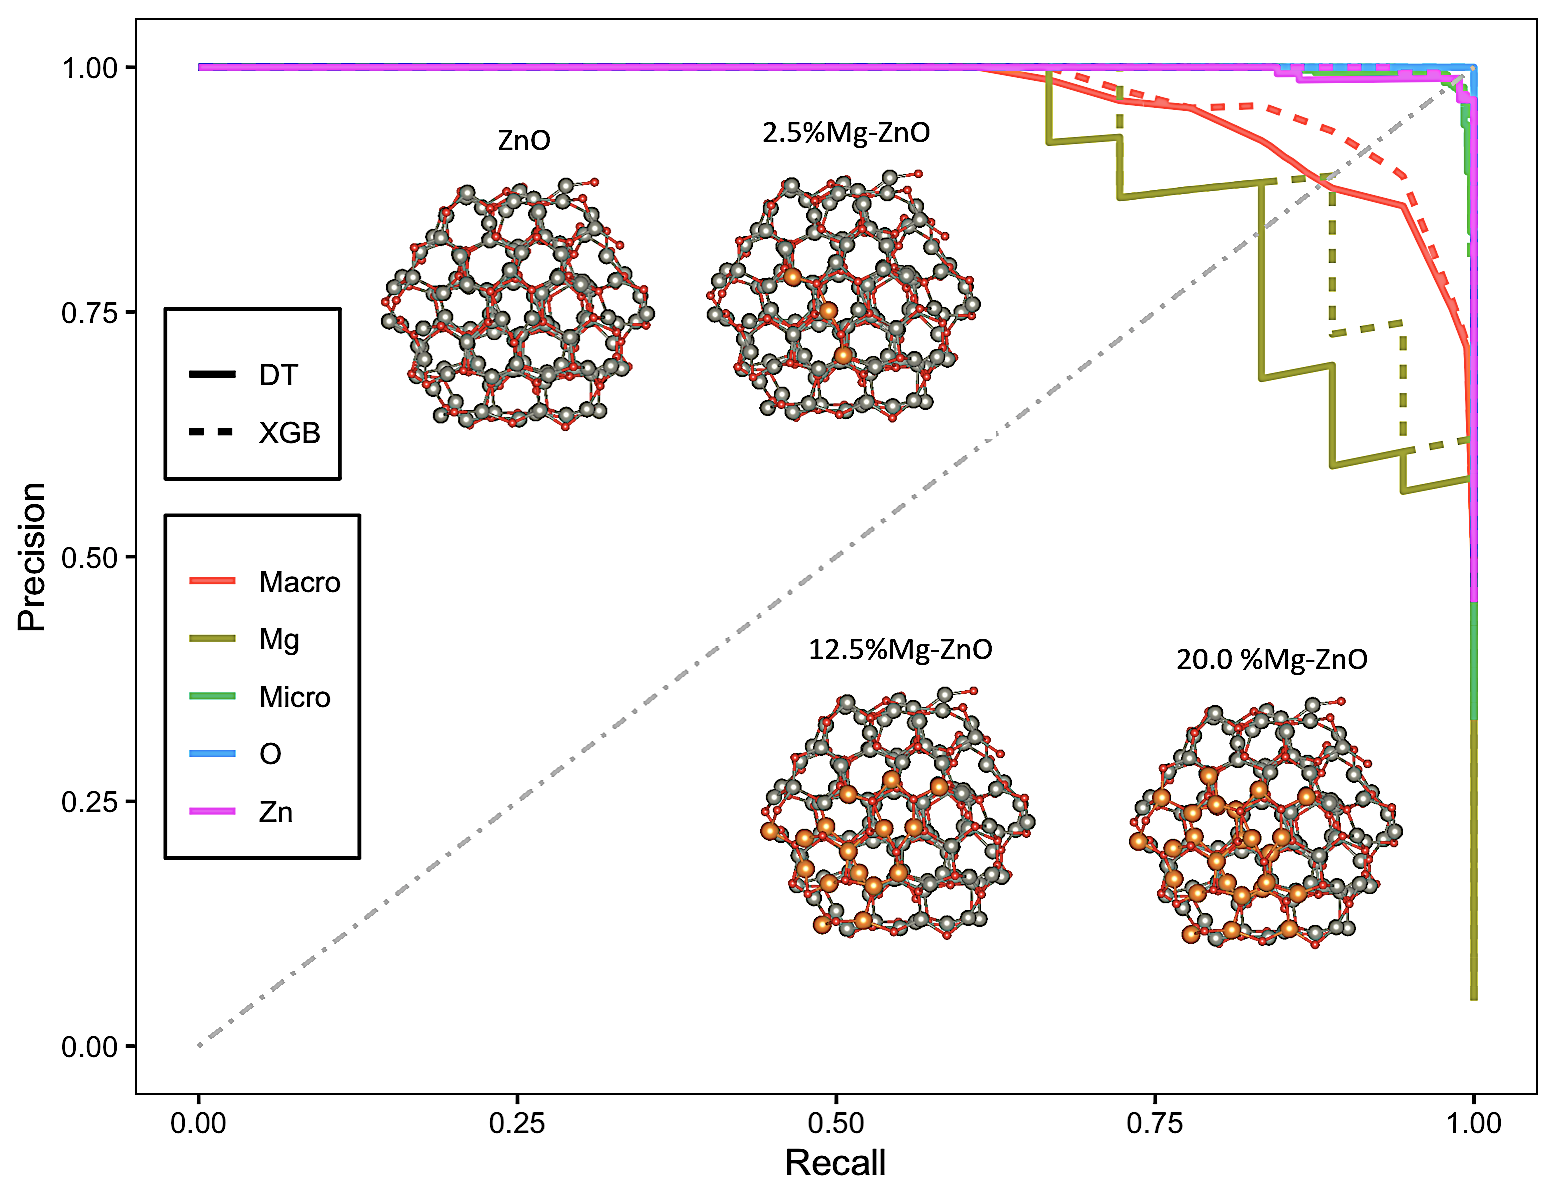 1.00
0.75
0.50
0.25
0.00
Precision
ZnO
2.5%Mg-ZnO
DT
XGB
Macro
Mg
Micro
O
Zn
12.5%Mg-ZnO
20.0 %Mg-ZnO
0.00
0.25
0.50
0.75
1.00
Recall